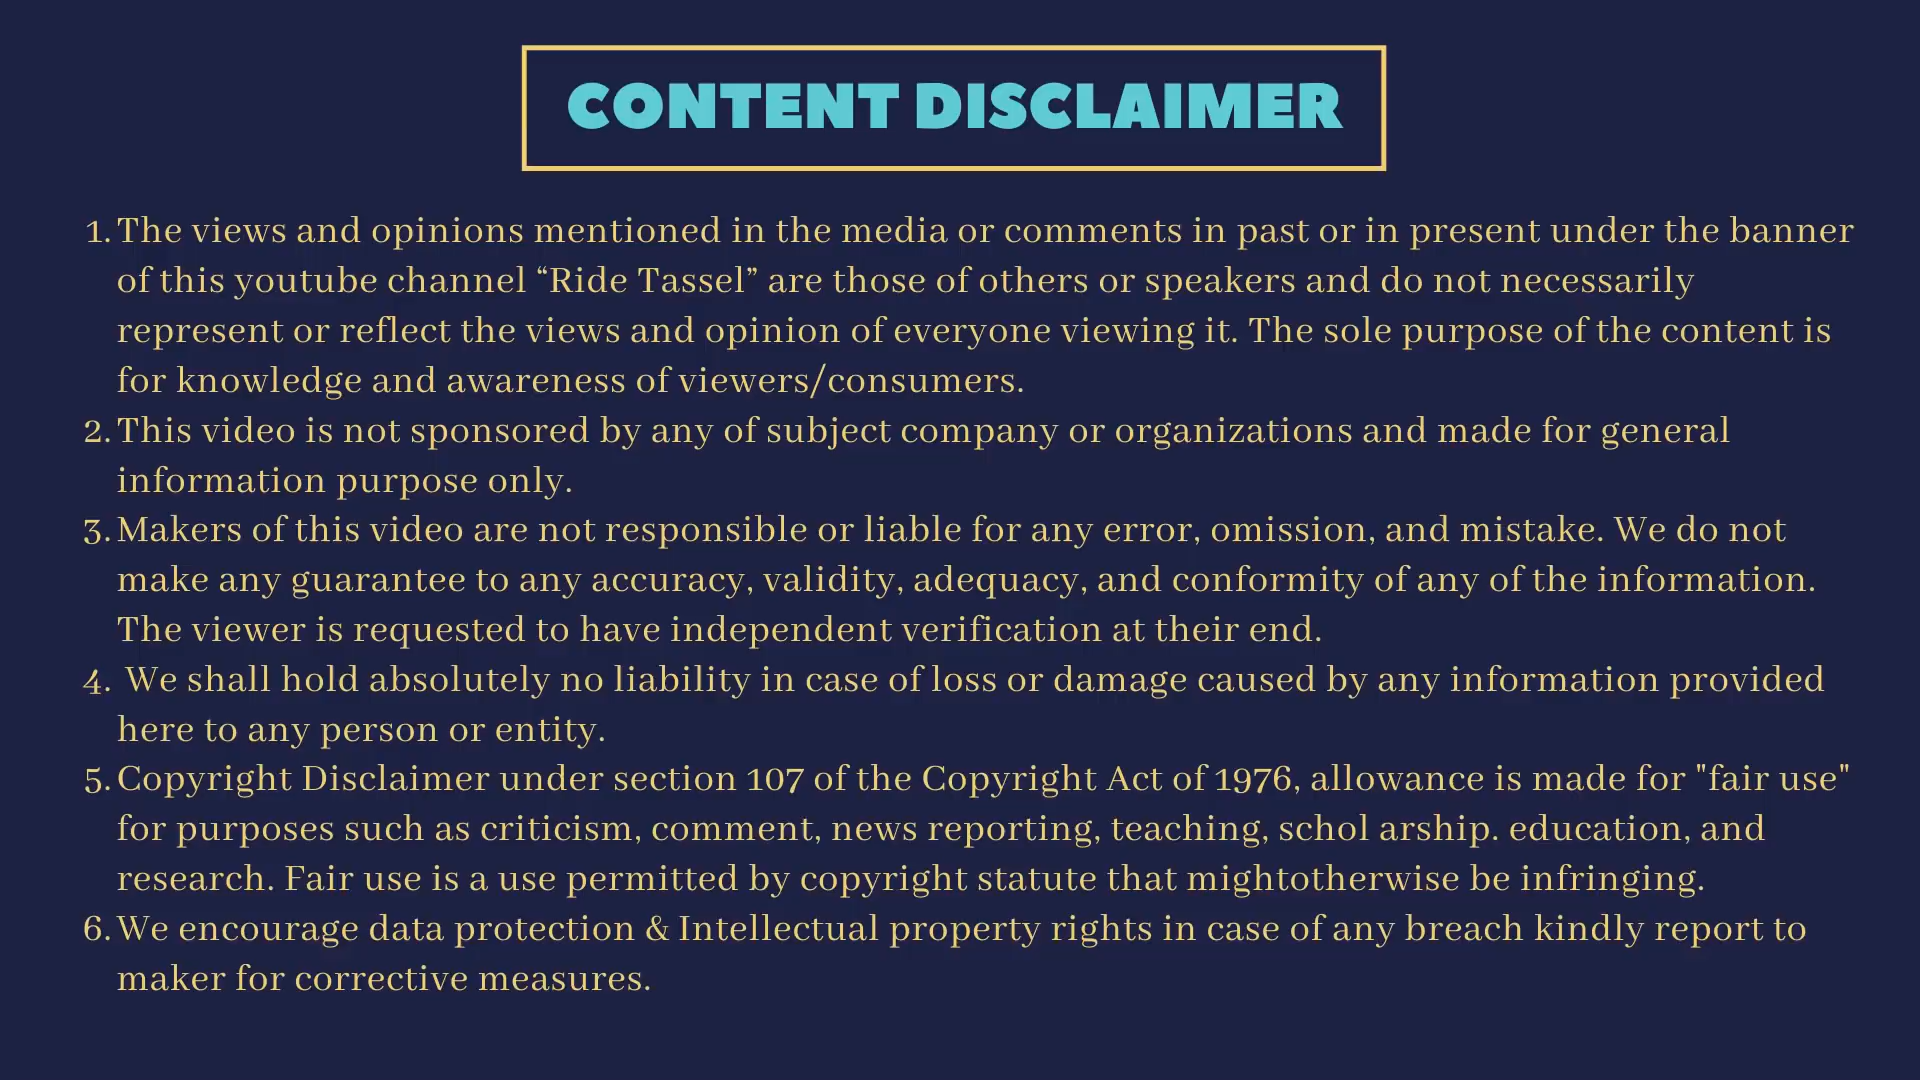 CONTENT DISCLAIMER
1. The views and opinions mentioned in the media or comments in past or in present under the banner
of this youtube channel “Ride Tassel” are those of others or speakers and do not necessarily
represent or reflect the views and opinion of everyone viewing it. The sole purpose of the content is
for knowledge and awareness of viewers/consumers.
2. This video is not sponsored by any of subject company or organizations and made for general
information purpose only.
3. Makers of this video are not responsible or liable for any error, omission, and mistake. We do not
make any guarantee to any accuracy, validity, adequacy, and conformity of any of the information.
The viewer is requested to have independent verification at their end.
4. We shall hold absolutely no liability in case of loss or damage caused by any information provided
here to any person or entity.
5. Copyright Disclaimer under section 107 of the Copyright Act of 1976, allowance is made for "fair use"
for purposes such as criticism, comment, news reporting, teaching, schol arship. education, and
research. Fair use is a use permitted by copyright statute that mightotherwise be infringing.
6. We encourage data protection & Intellectual property rights in case of any breach kindly report to
maker for corrective measures.